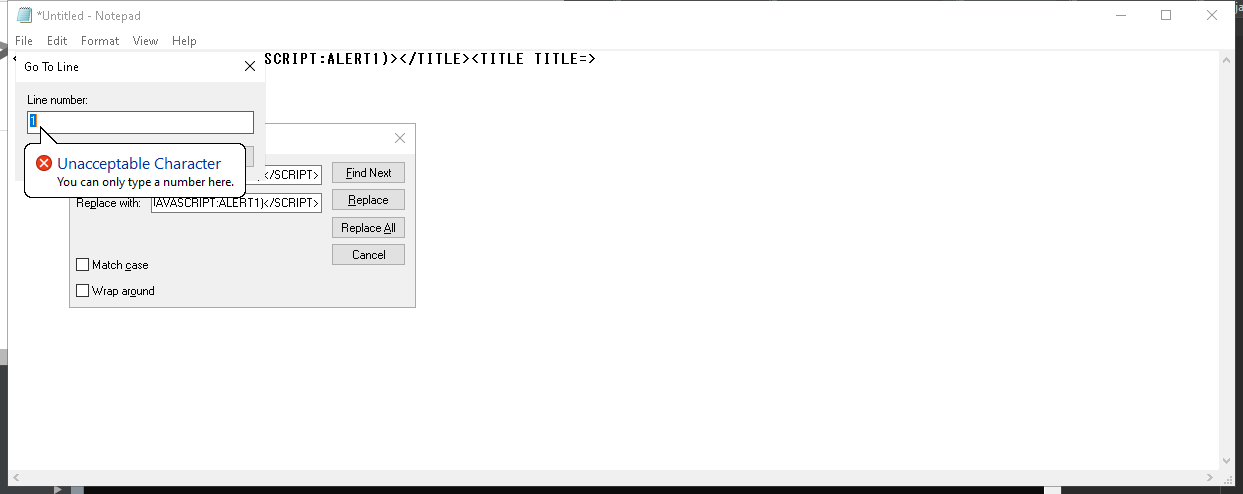 *Untitled - Notepad
File Edit Format View Help
SCRIPT:ALERT1)></TITLE><TITLE TITLE=>
Go To Line
Line number:
1
Unacceptable Character
You can only type a number here.
</SCRIPT>
Find Next
Replace with: IAVASCRIPT:ALERT1)</SCRIPT>
Replace
Replace All
Cancel
Match case
Wrap around